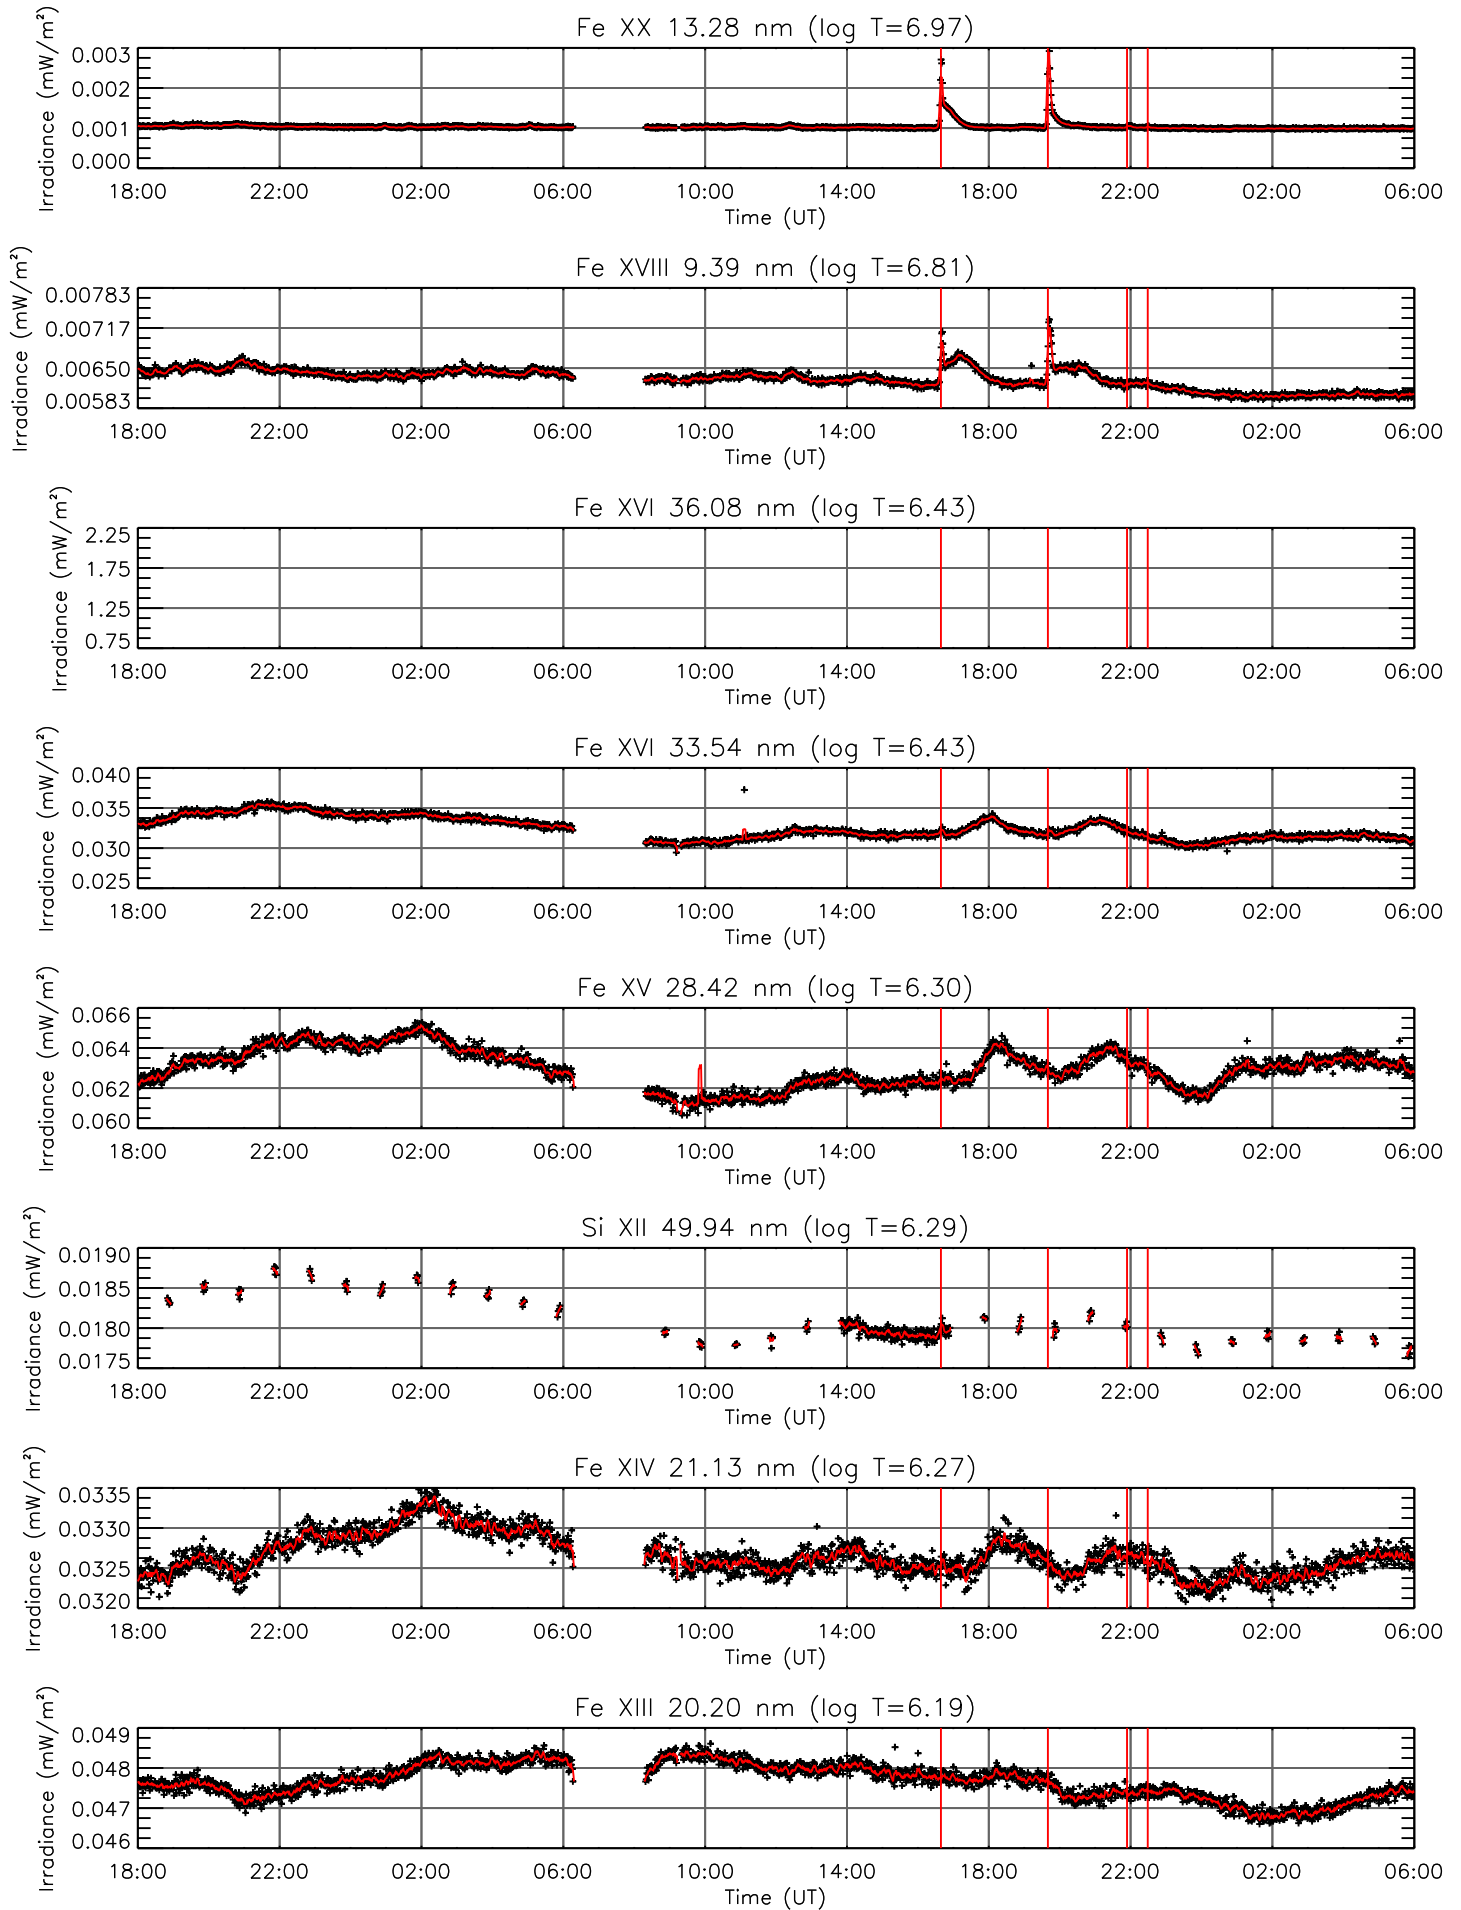 Fe XX 13.28 nm (log T=6.97)
Irradiance (mW/m²)
0.003
0.002
0.001
0.000
18:00 22:00 02:00 06:00 10:00 14:00 18:00 22:00 02:00 06:00
Time (UT)
Fe XVIII 9.39 nm (log T=6.81)
Irradiance (mW/m²)
0.00783
0.00717
0.00650
0.00583
18:00 22:00 02:00 06:00 10:00 14:00 18:00 22:00 02:00 06:00
Time (UT)
Fe XVI 36.08 nm (log T=6.43)
Irradiance (mW/m²)
2.25
1.75
1.25
0.75
18:00 22:00 02:00 06:00 10:00 14:00 18:00 22:00 02:00 06:00
Time (UT)
Fe XVI 33.54 nm (log T=6.43)
Irradiance (mW/m²)
0.040
0.035
0.030
0.025
18:00 22:00 02:00 06:00 10:00 14:00 18:00 22:00 02:00 06:00
Time (UT)
Fe XV 28.42 nm (log T=6.30)
Irradiance (mW/m²)
0.066
0.064
0.062
0.060
18:00 22:00 02:00 06:00 10:00 14:00 18:00 22:00 02:00 06:00
Time (UT)
Si XII 49.94 nm (log T=6.29)
Irradiance (mW/m²)
0.0190
0.0185
0.0180
0.0175
18:00 22:00 02:00 06:00 10:00 14:00 18:00 22:00 02:00 06:00
Time (UT)
Fe XIV 21.13 nm (log T=6.27)
Irradiance (mW/m²)
0.0335
0.0330
0.0325
0.0320
18:00 22:00 02:00 06:00 10:00 14:00 18:00 22:00 02:00 06:00
Time (UT)
Fe XIII 20.20 nm (log T=6.19)
Irradiance (mW/m²)
0.049
0.048
0.047
0.046
18:00 22:00 02:00 06:00 10:00 14:00 18:00 22:00 02:00 06:00
Time (UT)